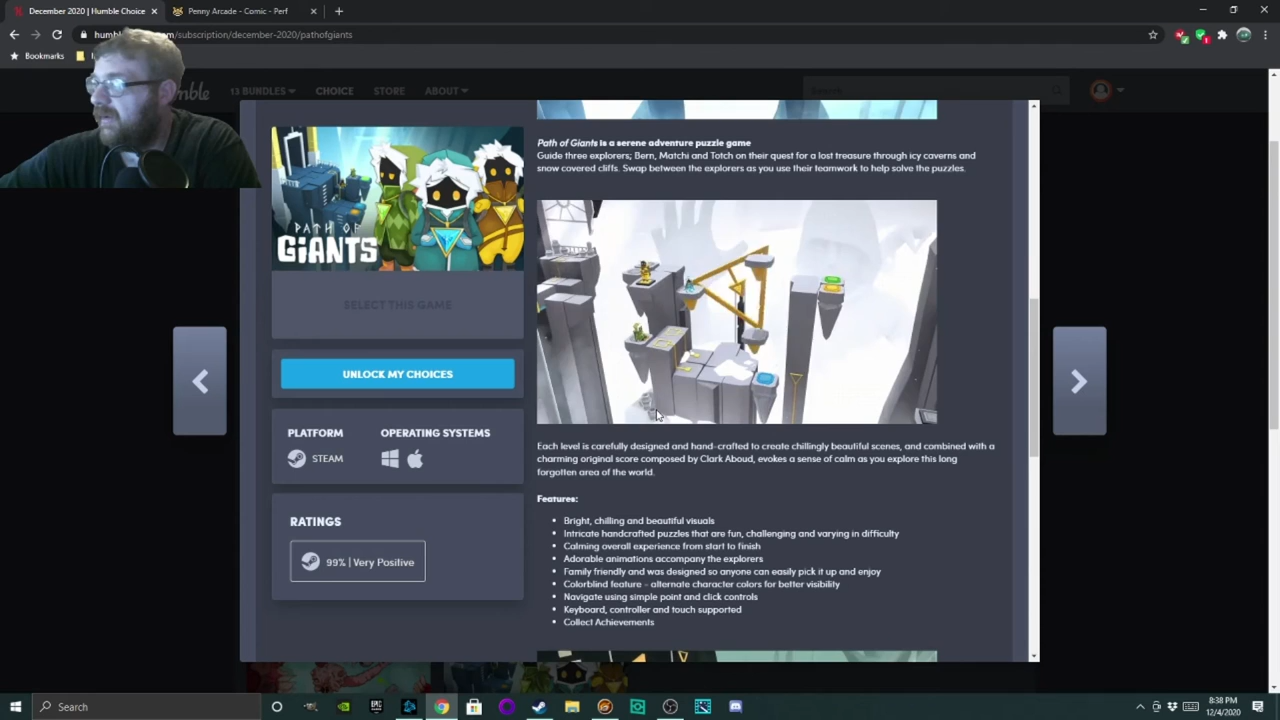 December 2020 | Humble Choice
Penny Arcade - Comic - Perf
/subscription/december-2020/pathofgiants
Bookmarks
13 BUNDLES
CHOICE
STORE
ABOUT
PATH OF
GIANTS
SELECT THIS GAME
UNLOCK MY CHOICES
PLATFORM
OPERATING SYSTEMS
STEAM
RATINGS
99% | Very Positive
Path of Giants is a serene adventure puzzle game
Guide three explorers; Bern, Matchi and Totch on their quest for a lost treasure through icy caverns and
snow covered cliffs. Swap between the explorers as you use their teamwork to help solve the puzzles.
Each level is carefully designed and hand-crafted to create chillingly beautiful scenes, and combined with a
charming original score composed by Clark Aboud, evokes a sense of calm as you explore this long
forgotten area of the world.
Features:
Bright, chilling and beautiful visuals
Intricate handcrafted puzzles that are fun, challenging and varying in difficulty
Calming overall experience from start to finish
Adorable animations accompany the explorers
Family friendly and was designed so anyone can easily pick it up and enjoy
Colorblind feature - alternate character colors for better visibility
Navigate using simple point and click controls
Keyboard, controller and touch supported
Collect Achievements
Search
8:38 PM
12/4/2020